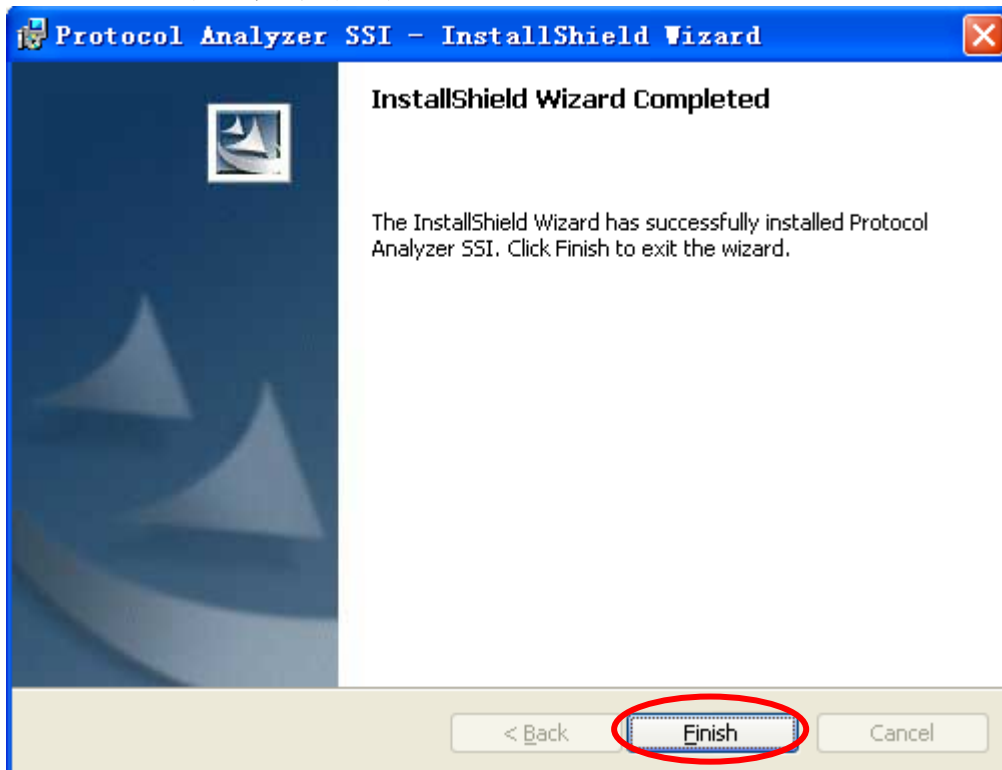 Protocol Analyzer SSI - InstallShield Wizard
InstallShield Wizard Completed
The InstallShield Wizard has successfully installed Protocol
Analyzer SSI. Click Finish to exit the wizard.
< Back
Finish
Cancel